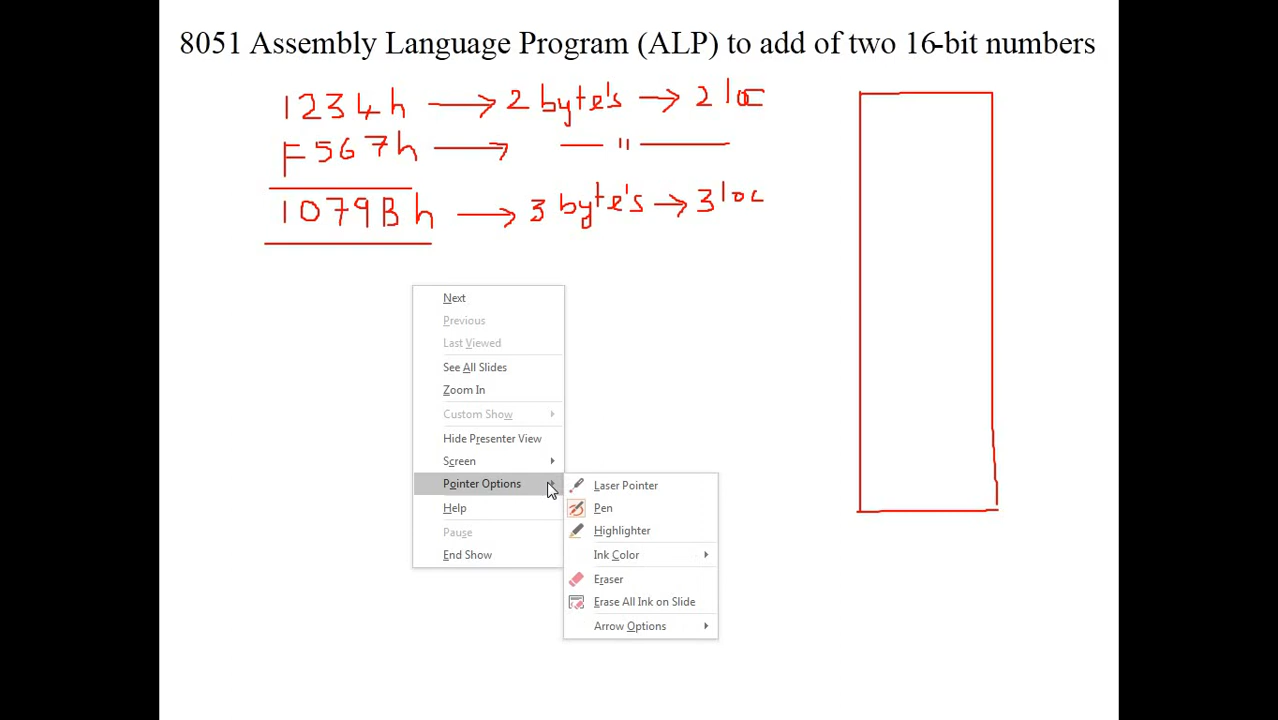 8051 Assembly Language Program (ALP) to add of two 16-bit numbers
1234h → 2 byte's → 2 loc
F567h → — " —
1079Bh → 3 byte's → 3 loc
Next
Previous
Last Viewed
See All Slides
Zoom In
Custom Show
Hide Presenter View
Screen
Pointer Options
Help
Pause
End Show
Laser Pointer
Pen
Highlighter
Ink Color
Eraser
Erase All Ink on Slide
Arrow Options